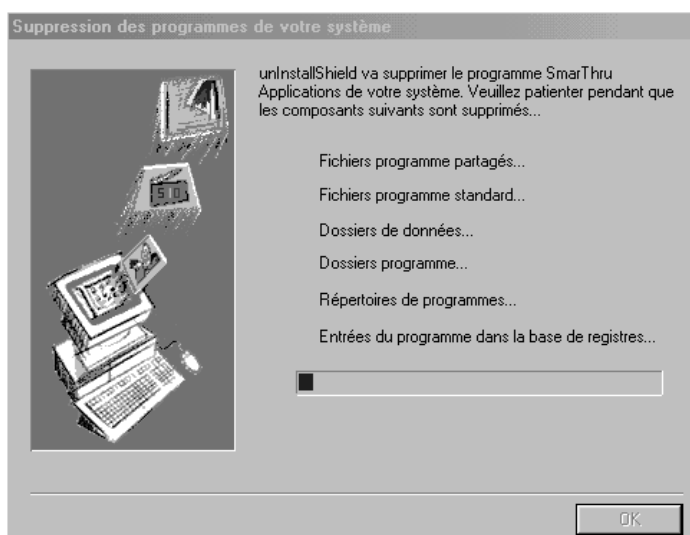 Suppression des programmes de votre système
unInstallShield va supprimer le programme SmarThru
Applications de votre système. Veuillez patienter pendant que
les composants suivants sont supprimés...
Fichiers programme partagés...
Fichiers programme standard...
Dossiers de données...
Dossiers programme...
Répertoires de programmes...
Entrées du programme dans la base de registres...
OK